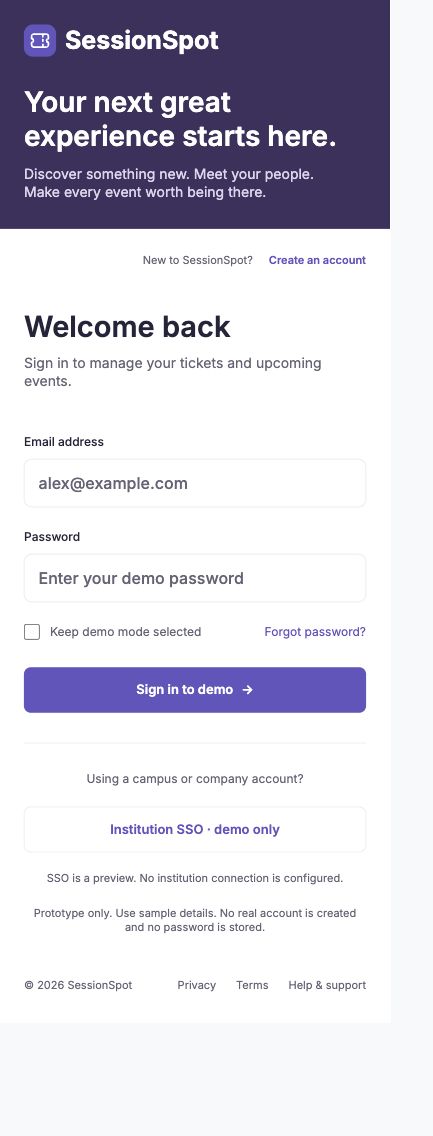 SessionSpot
Your next great
experience starts here.
Discover something new. Meet your people.
Make every event worth being there.
New to SessionSpot? Create an account
Welcome back
Sign in to manage your tickets and upcoming
events.
Email address
alex@example.com
Password
Enter your demo password
Keep demo mode selected Forgot password?
Sign in to demo →
Using a campus or company account?
Institution SSO · demo only
SSO is a preview. No institution connection is configured.
Prototype only. Use sample details. No real account is created
and no password is stored.
© 2026 SessionSpot Privacy Terms Help & support